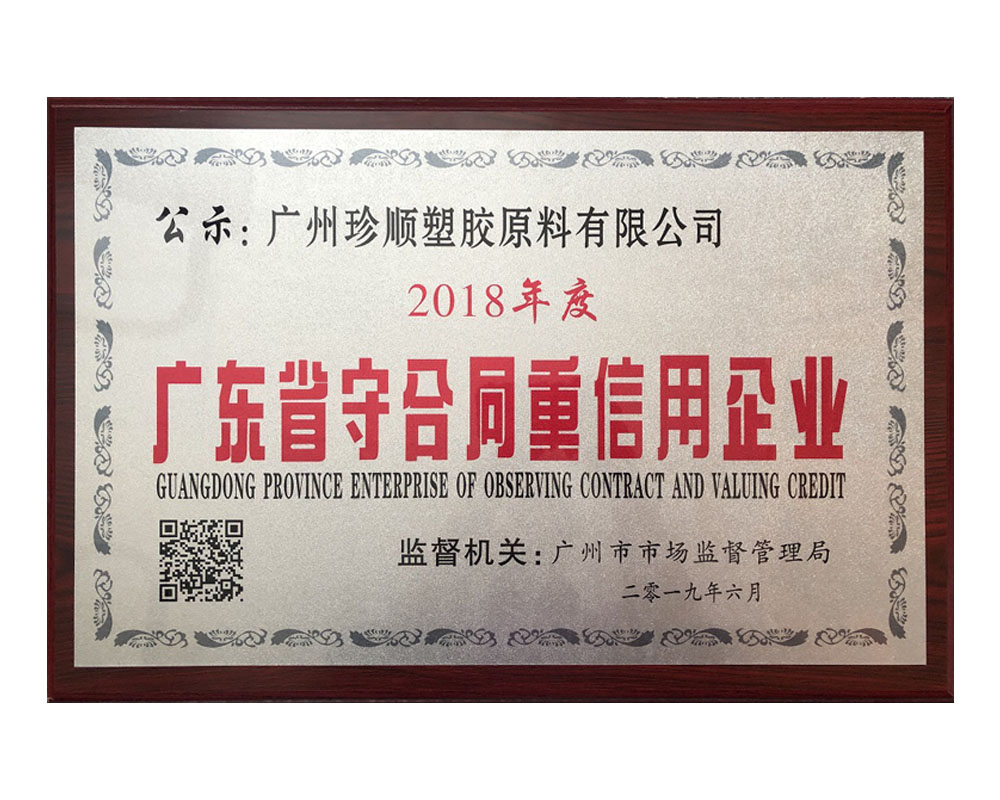 公示：广州珍顺塑胶原料有限公司
2018年度
广东省守合同重信用企业
GUANGDONG PROVINCE ENTERPRISE OF OBSERVING CONTRACT AND VALUING CREDIT
监督机关：广州市市场监督管理局
二零一九年六月